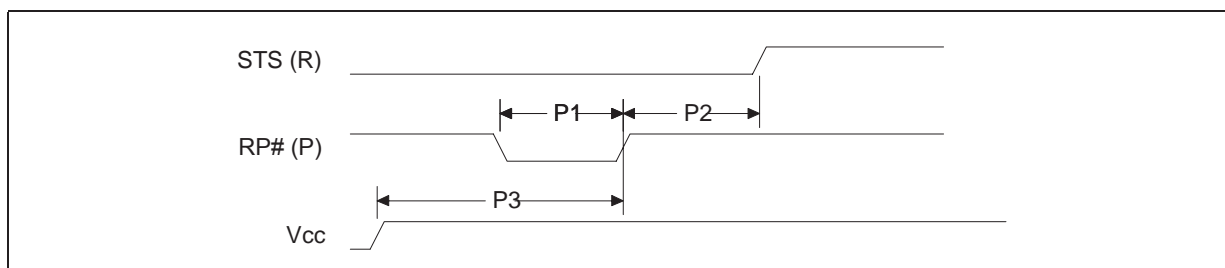 STS (R)
P1
P2
RP# (P)
P3
Vcc